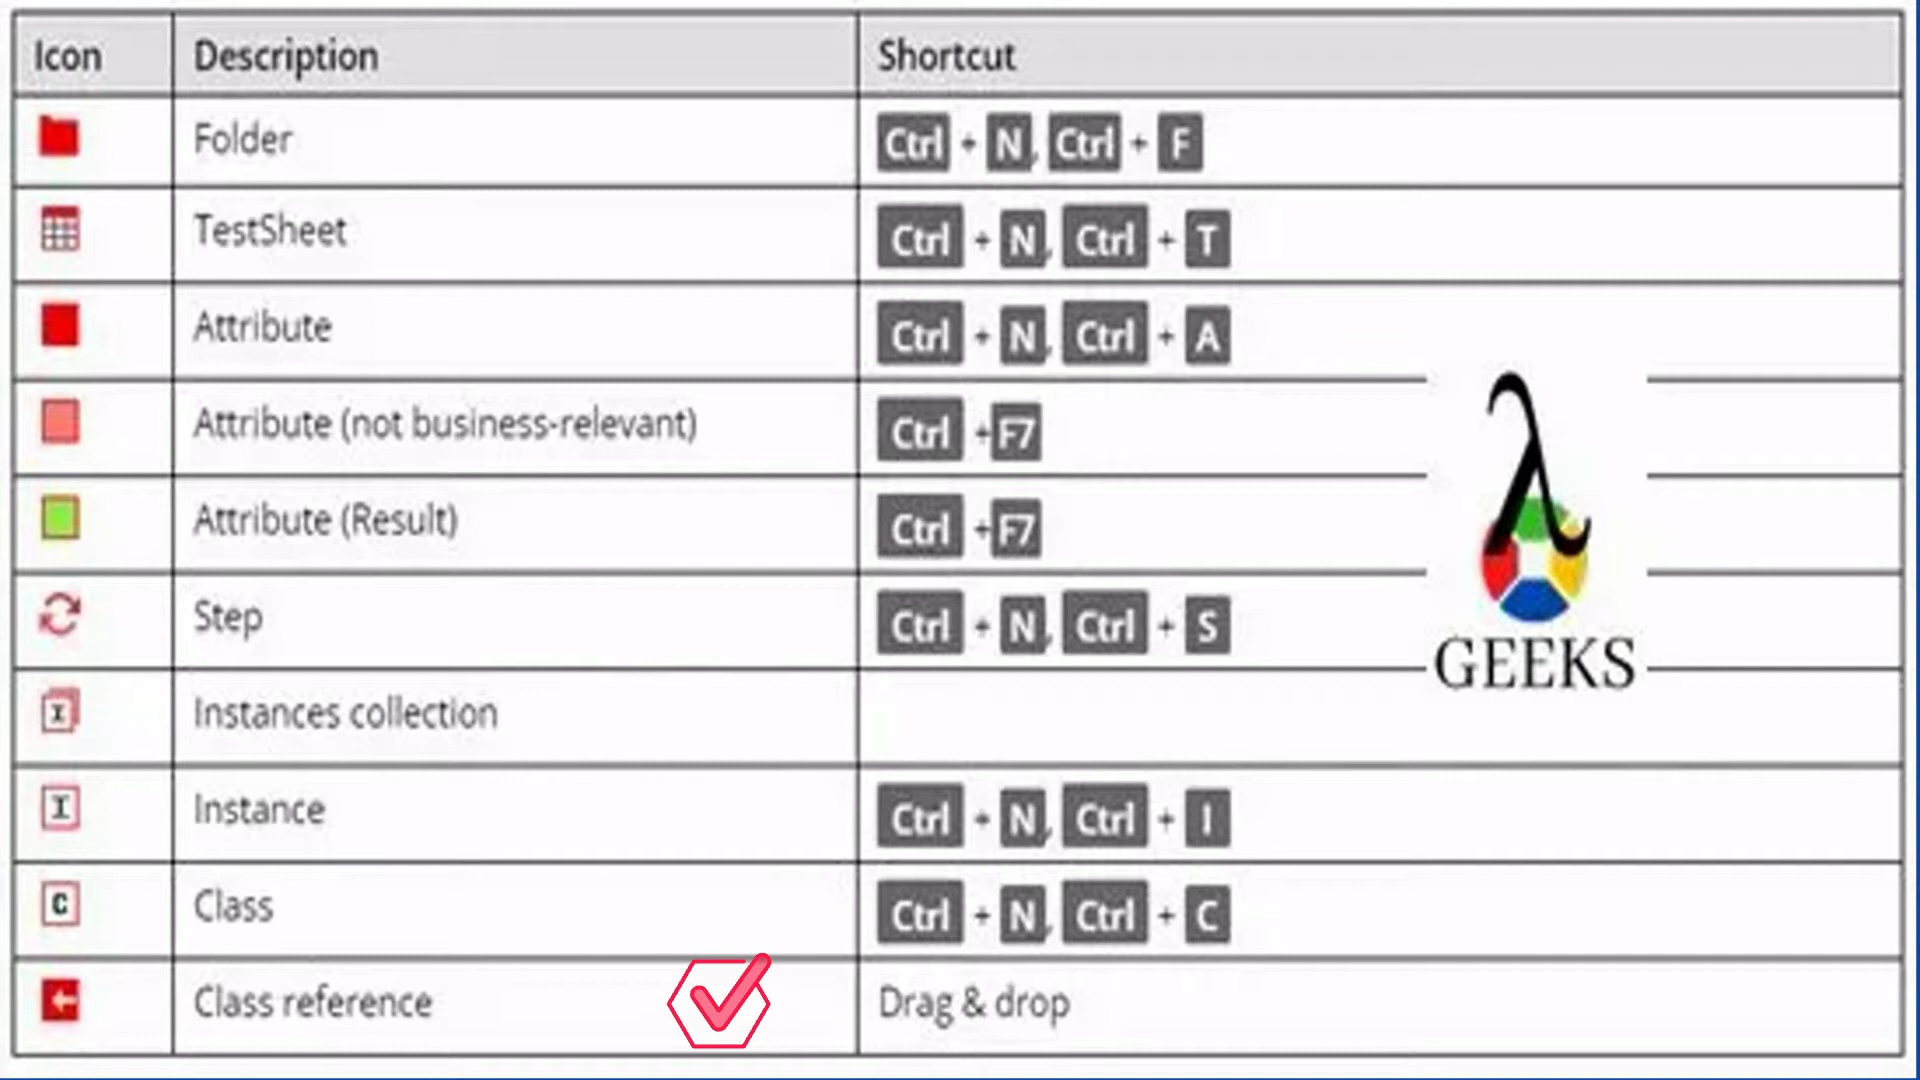 Icon Description Shortcut
Folder Ctrl + N, Ctrl + F
TestSheet Ctrl + N, Ctrl + T
Attribute Ctrl + N, Ctrl + A
Attribute (not business-relevant) Ctrl +F7
Attribute (Result) Ctrl +F7
Step Ctrl + N, Ctrl + S
λ
GEEKS
I Instances collection
I Instance Ctrl + N, Ctrl + I
C Class Ctrl + N, Ctrl + C
Class reference Drag & drop